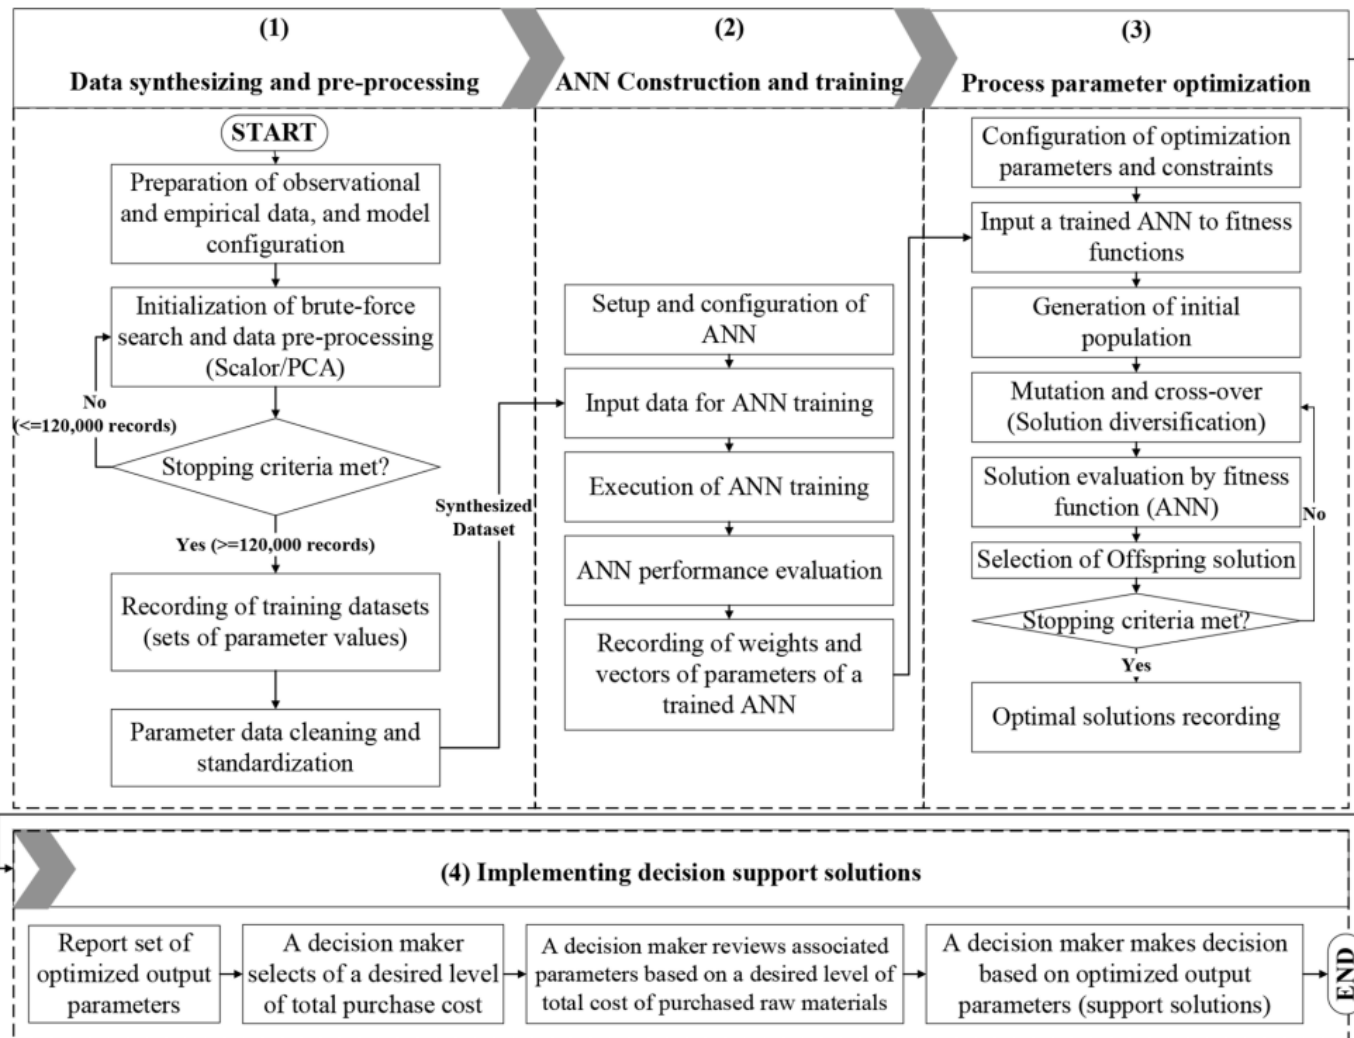 (1)
Data synthesizing and pre-processing
START
Preparation of observational
and empirical data, and model
configuration
Initialization of brute-force
search and data pre-processing
(Scalor/PCA)
No
(<=120,000 records)
Stopping criteria met?
Yes (>=120,000 records)
Recording of training datasets
(sets of parameter values)
Parameter data cleaning and
standardization
Synthesized
Dataset
(2)
ANN Construction and training
Setup and configuration of
ANN
Input data for ANN training
Execution of ANN training
ANN performance evaluation
Recording of weights and
vectors of parameters of a
trained ANN
(3)
Process parameter optimization
Configuration of optimization
parameters and constraints
Input a trained ANN to fitness
functions
Generation of initial
population
Mutation and cross-over
(Solution diversification)
Solution evaluation by fitness
function (ANN)
No
Selection of Offspring solution
Stopping criteria met?
Yes
Optimal solutions recording
(4) Implementing decision support solutions
Report set of
optimized output
parameters
A decision maker
selects of a desired level
of total purchase cost
A decision maker reviews associated
parameters based on a desired level of
total cost of purchased raw materials
A decision maker makes decision
based on optimized output
parameters (support solutions)
END